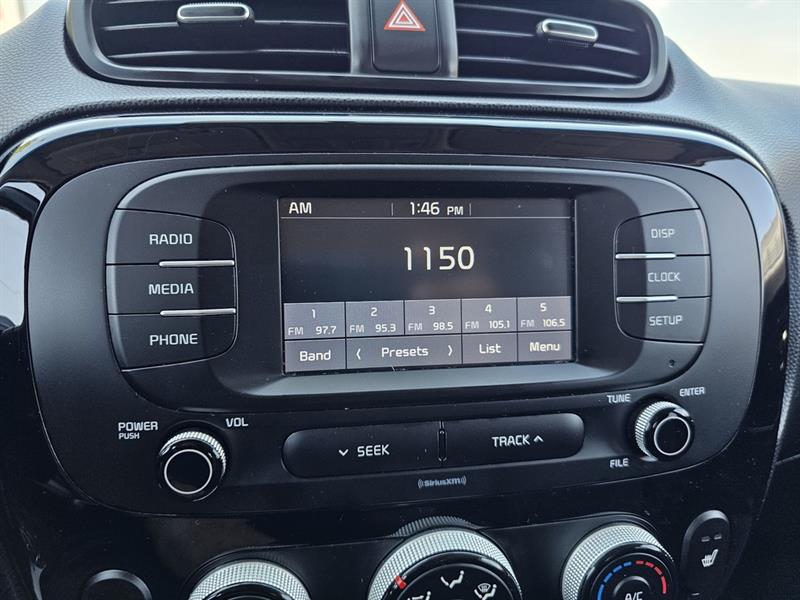 AM 1:46 PM
1150
1 2 3 4 5
FM 97.7 FM 95.3 FM 98.5 FM 105.1 FM 106.5
Band Presets List Menu
RADIO
MEDIA
PHONE
DISP
CLOCK
SETUP
POWER
PUSH
VOL
SEEK
TRACK
TUNE
ENTER
FILE
SiriusXM
A/C